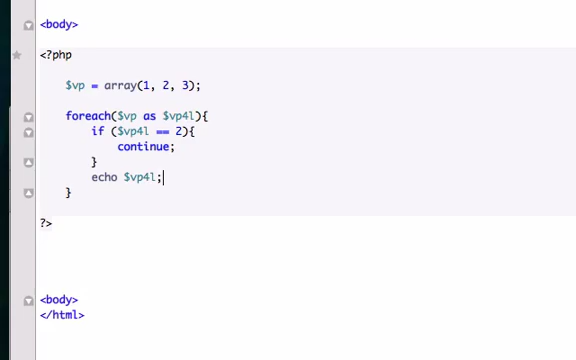 <body>
<?php
$vp = array(1, 2, 3);
foreach($vp as $vp4l){
if ($vp4l == 2){
continue;
}
echo $vp4l;
}
?>
<body>
</html>